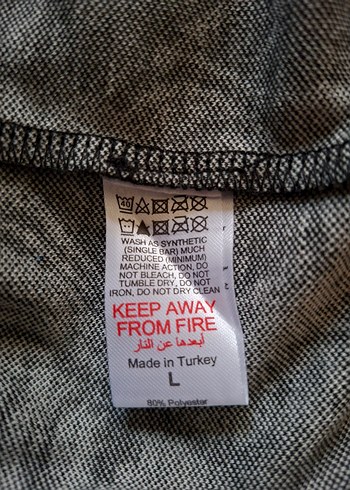 WASH AS SYNTHETIC
(SINGLE BAR) MUCH
REDUCED (MINIMUM)
MACHINE ACTION, DO
NOT BLEACH, DO NOT
TUMBLE DRY, DO NOT
IRON, DO NOT DRY CLEAN
KEEP AWAY
FROM FIRE
أبعدها عن النار
Made in Turkey
L
80% Polyester